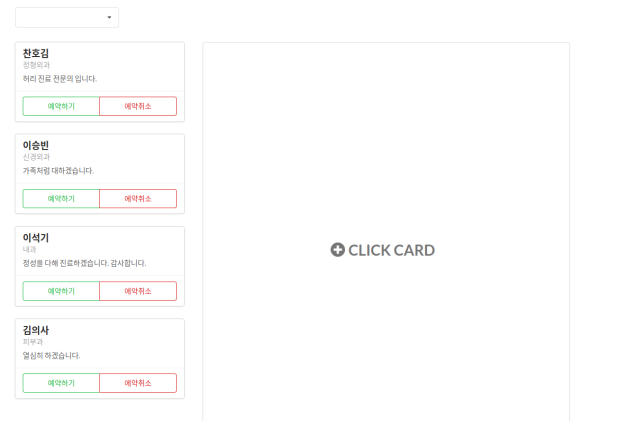 찬호김
정형외과
허리 진료 전문의 입니다.
예약하기 예약취소
이승빈
신경외과
가족처럼 대하겠습니다.
예약하기 예약취소
이석기
내과
정성을 다해 진료하겠습니다. 감사합니다.
예약하기 예약취소
김의사
피부과
열심히 하겠습니다.
예약하기 예약취소
CLICK CARD